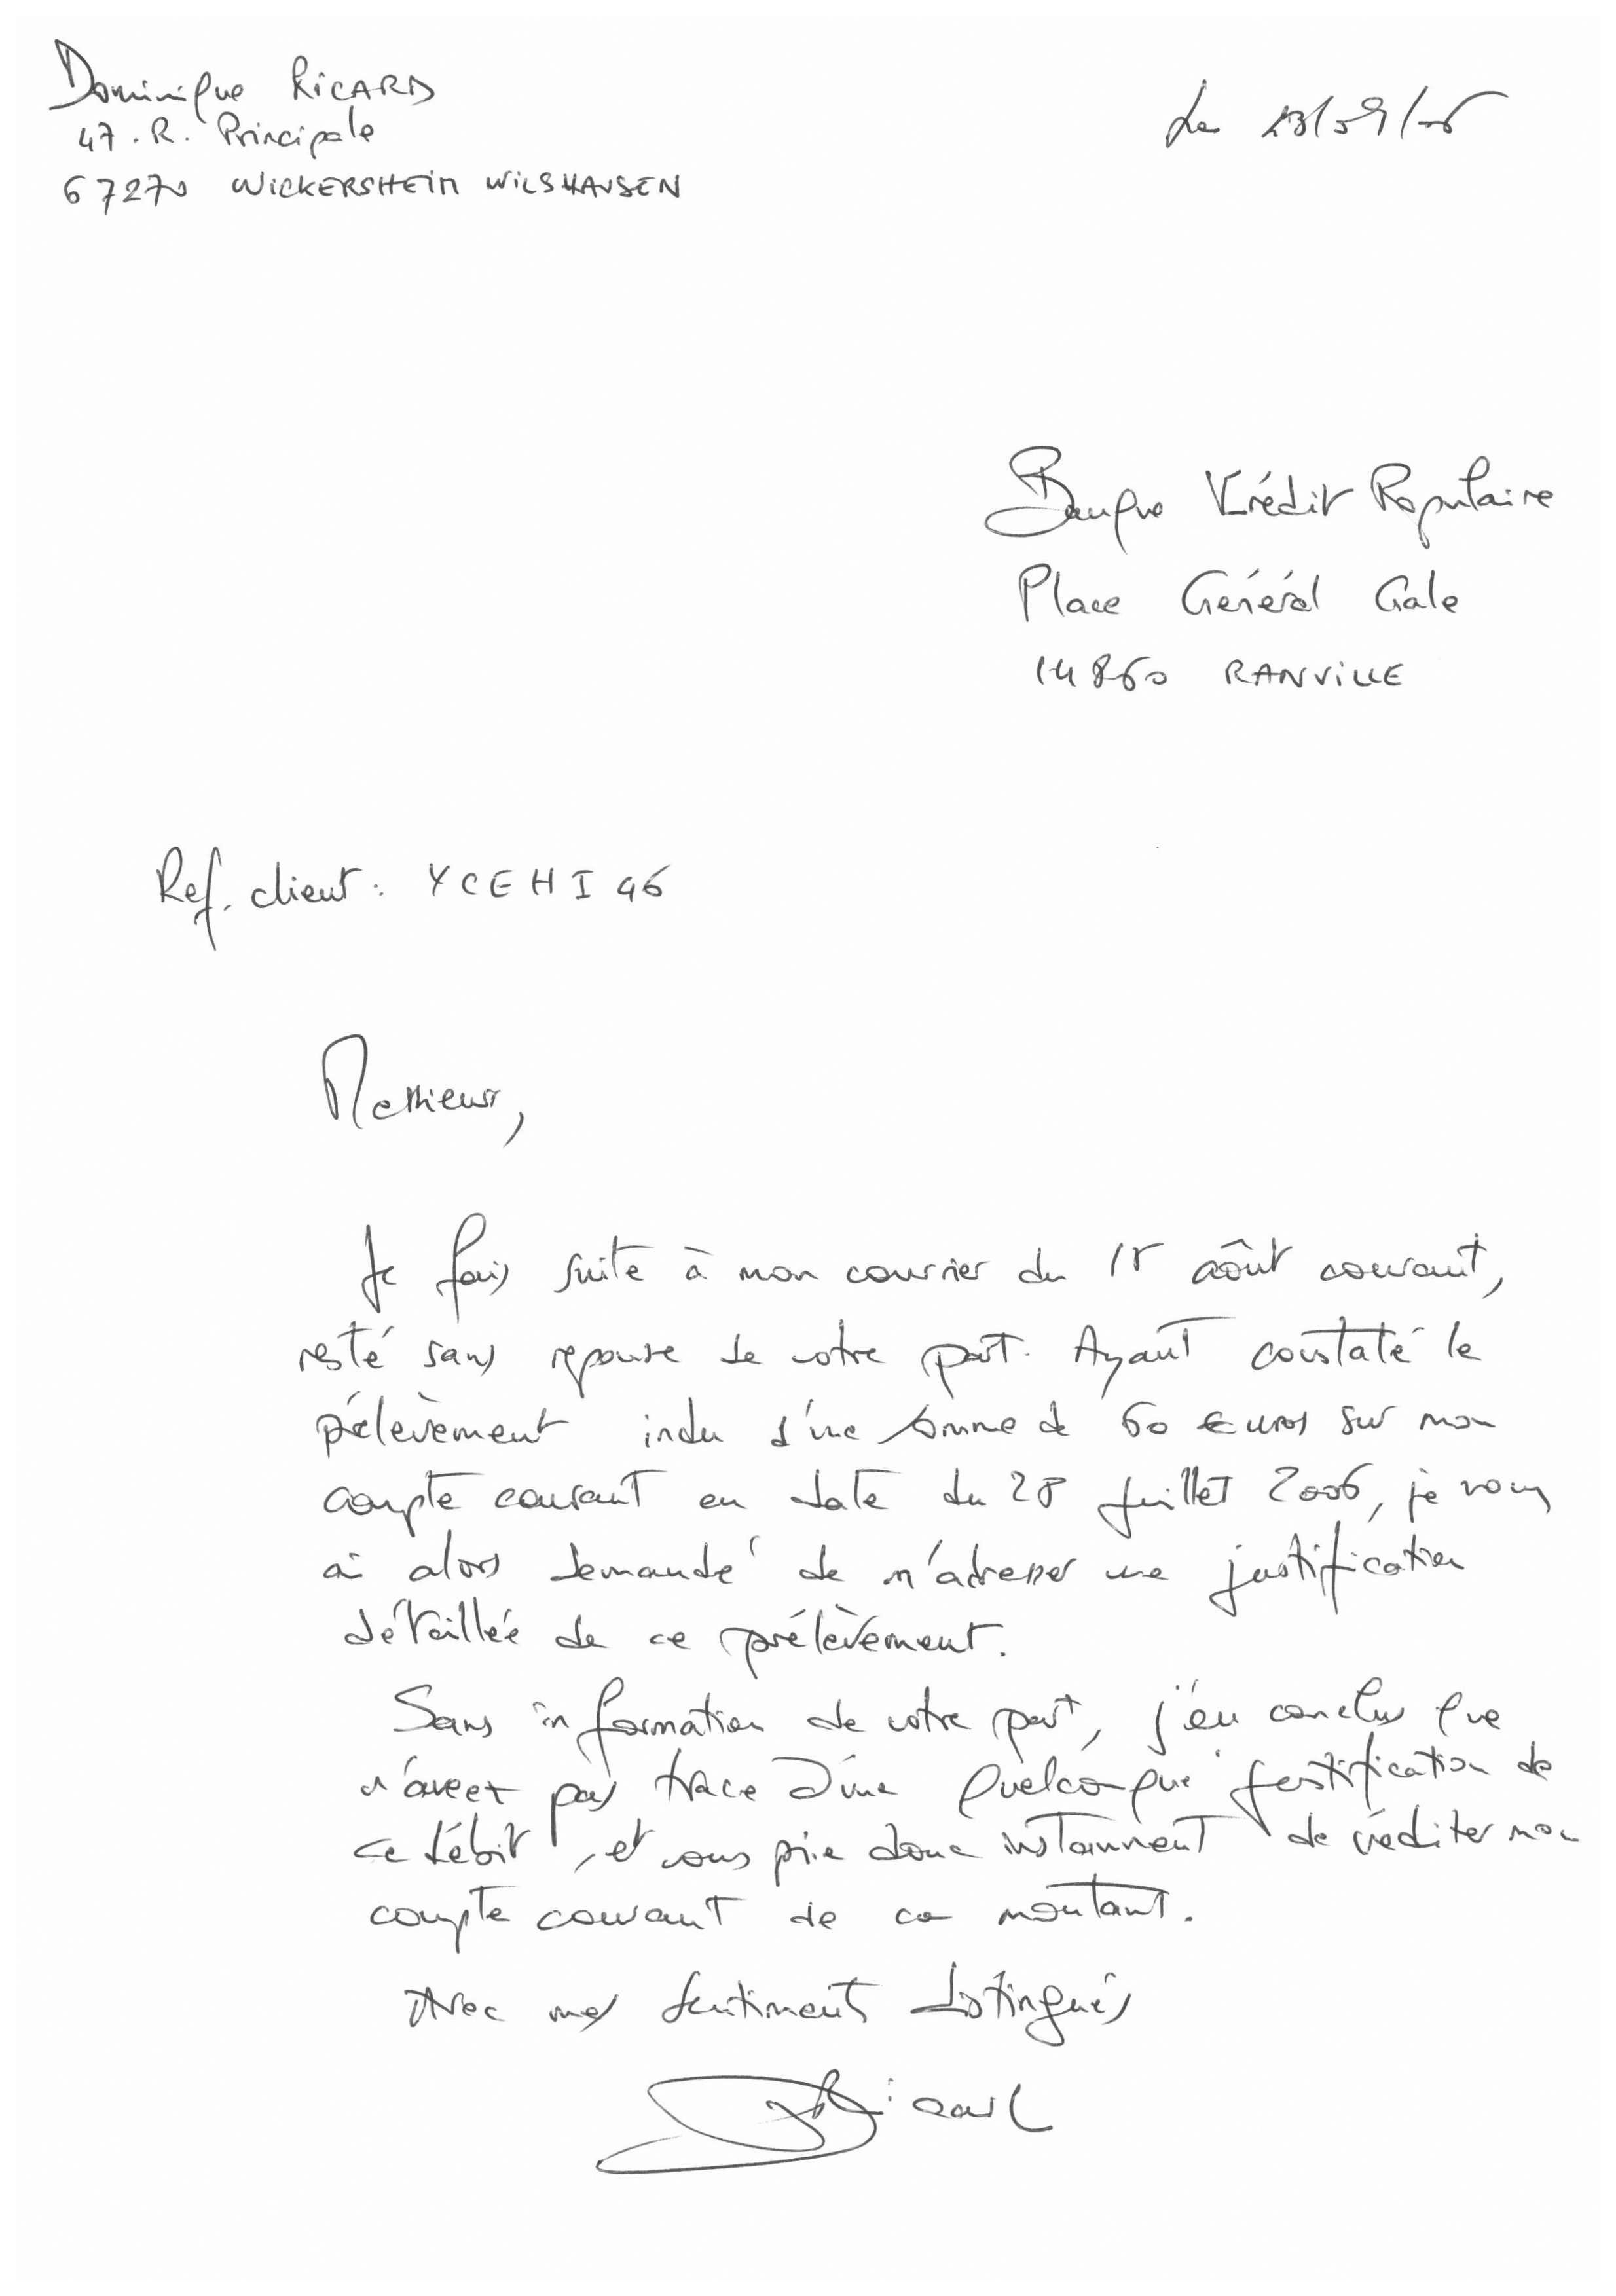 Dominique RICARD
47. R. Principale
67270 WICKERSHEIM WILSHAUSEN
Le 13/09/06
Banque Krédit Populaire
Place Général Gale
14860 RANVILLE
Ref. client : YCEHI46
Messieurs,
Je fais suite à mon courrier du 15 août courant,
resté sans reponse de votre part. Ayant constaté le
prélèvement indu d'une somme de 60 Euros sur mon
compte courant en date du 28 juillet 2006, je vous
ai alors demandé de m'adresser une justification
détaillée de ce prélèvement.
Sans information de votre part, j'en conclus que
n'avez pas trace d'une quelconque justification de
ce débit, et vous prie donc instamment de créditer mon
compte courant de ce montant.
Avec mes sentiments distingués
Ricard